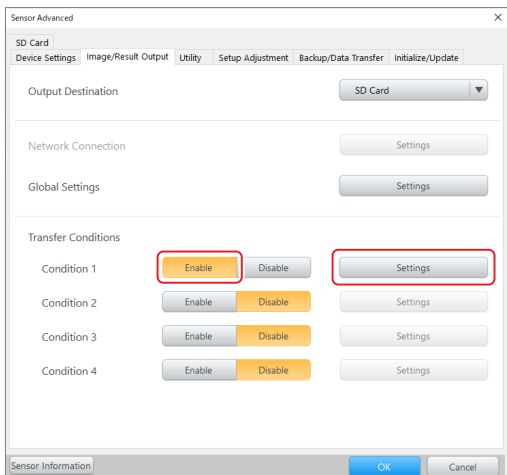 Sensor Advanced
SD Card
Device Settings Image/Result Output Utility Setup Adjustment Backup/Data Transfer Initialize/Update
Output Destination SD Card
Network Connection Settings
Global Settings Settings
Transfer Conditions
Condition 1 Enable Disable Settings
Condition 2 Enable Disable Settings
Condition 3 Enable Disable Settings
Condition 4 Enable Disable Settings
Sensor Information OK Cancel